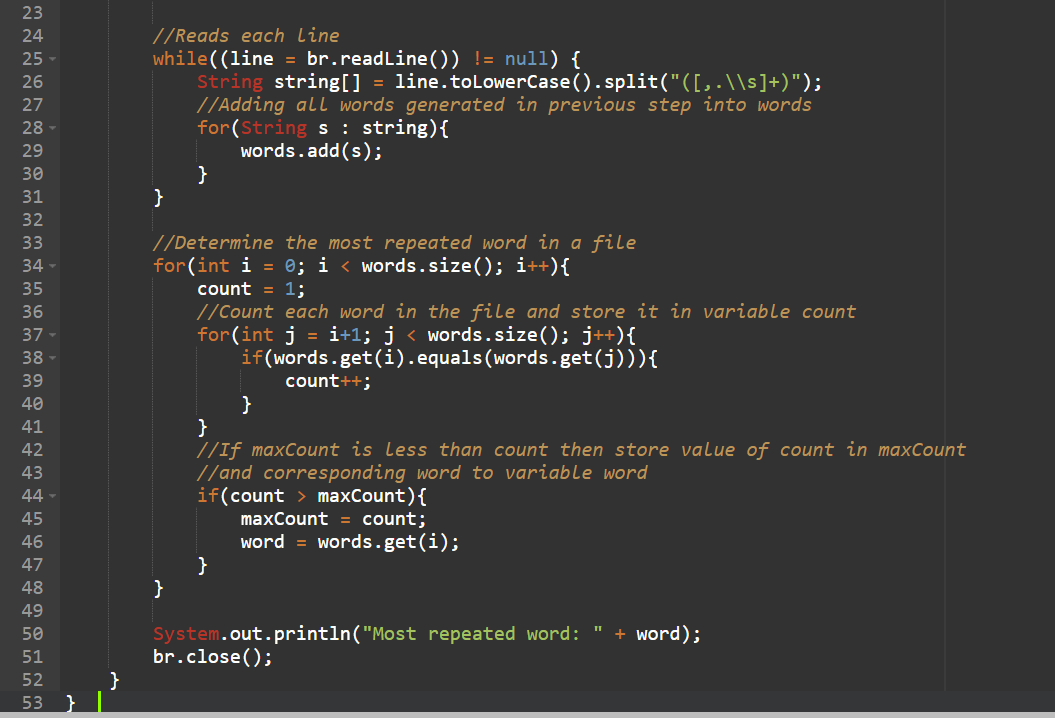 23
24 //Reads each line
25 while((line = br.readLine()) != null) {
26 String string[] = line.toLowerCase().split("([,.\\s]+)");
27 //Adding all words generated in previous step into words
28 for(String s : string){
29 words.add(s);
30 }
31 }
32
33 //Determine the most repeated word in a file
34 for(int i = 0; i < words.size(); i++){
35 count = 1;
36 //Count each word in the file and store it in variable count
37 for(int j = i+1; j < words.size(); j++){
38 if(words.get(i).equals(words.get(j))){
39 count++;
40 }
41 }
42 //If maxCount is less than count then store value of count in maxCount
43 //and corresponding word to variable word
44 if(count > maxCount){
45 maxCount = count;
46 word = words.get(i);
47 }
48 }
49
50 System.out.println("Most repeated word: " + word);
51 br.close();
52 }
53 }